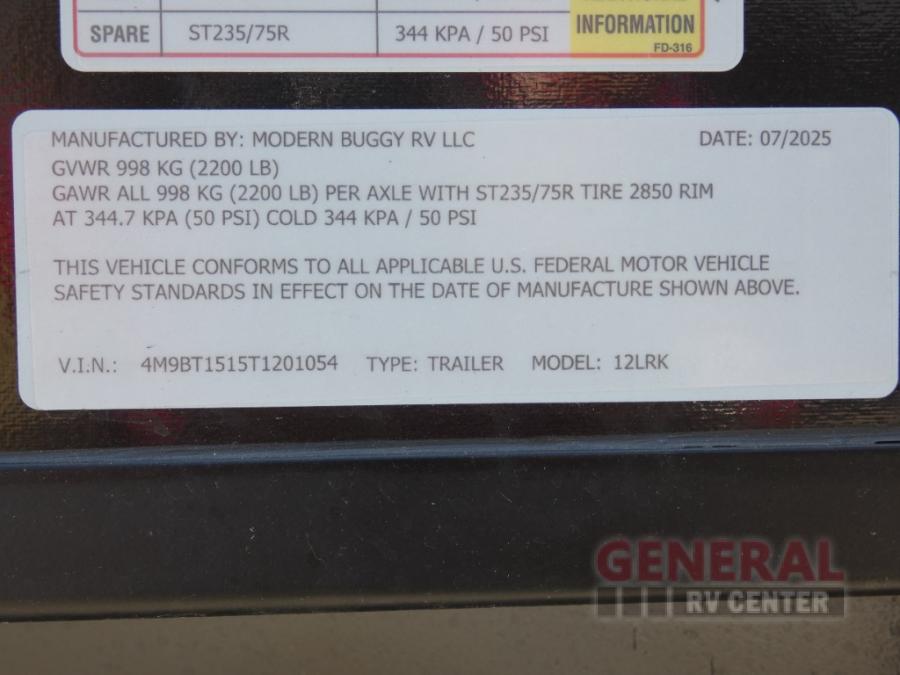 SPARE ST235/75R 344 KPA / 50 PSI
INFORMATION
FD-316
MANUFACTURED BY: MODERN BUGGY RV LLC DATE: 07/2025
GVWR 998 KG (2200 LB)
GAWR ALL 998 KG (2200 LB) PER AXLE WITH ST235/75R TIRE 2850 RIM
AT 344.7 KPA (50 PSI) COLD 344 KPA / 50 PSI
THIS VEHICLE CONFORMS TO ALL APPLICABLE U.S. FEDERAL MOTOR VEHICLE
SAFETY STANDARDS IN EFFECT ON THE DATE OF MANUFACTURE SHOWN ABOVE.
V.I.N.: 4M9BT1515T1201054 TYPE: TRAILER MODEL: 12LRK
GENERAL
RV CENTER